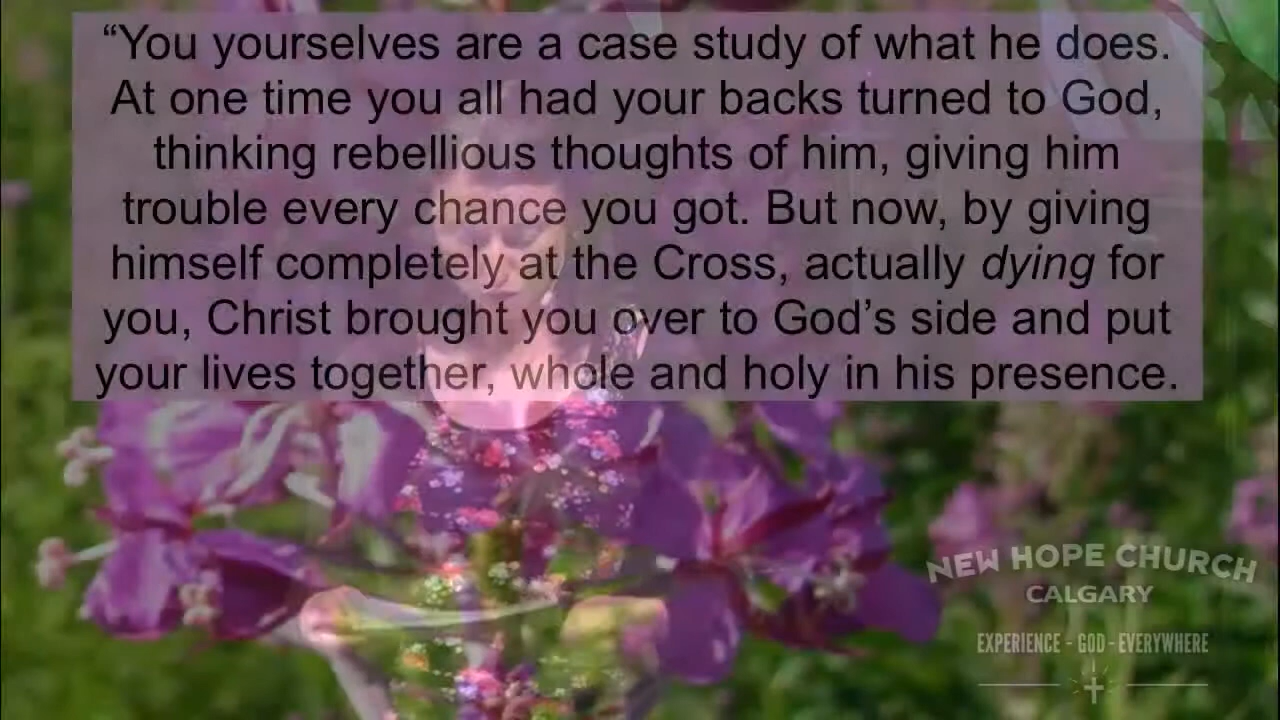 “You yourselves are a case study of what he does.
At one time you all had your backs turned to God,
thinking rebellious thoughts of him, giving him
trouble every chance you got. But now, by giving
himself completely at the Cross, actually dying for
you, Christ brought you over to God’s side and put
your lives together, whole and holy in his presence.
NEW HOPE CHURCH
CALGARY
EXPERIENCE - GOD - EVERYWHERE